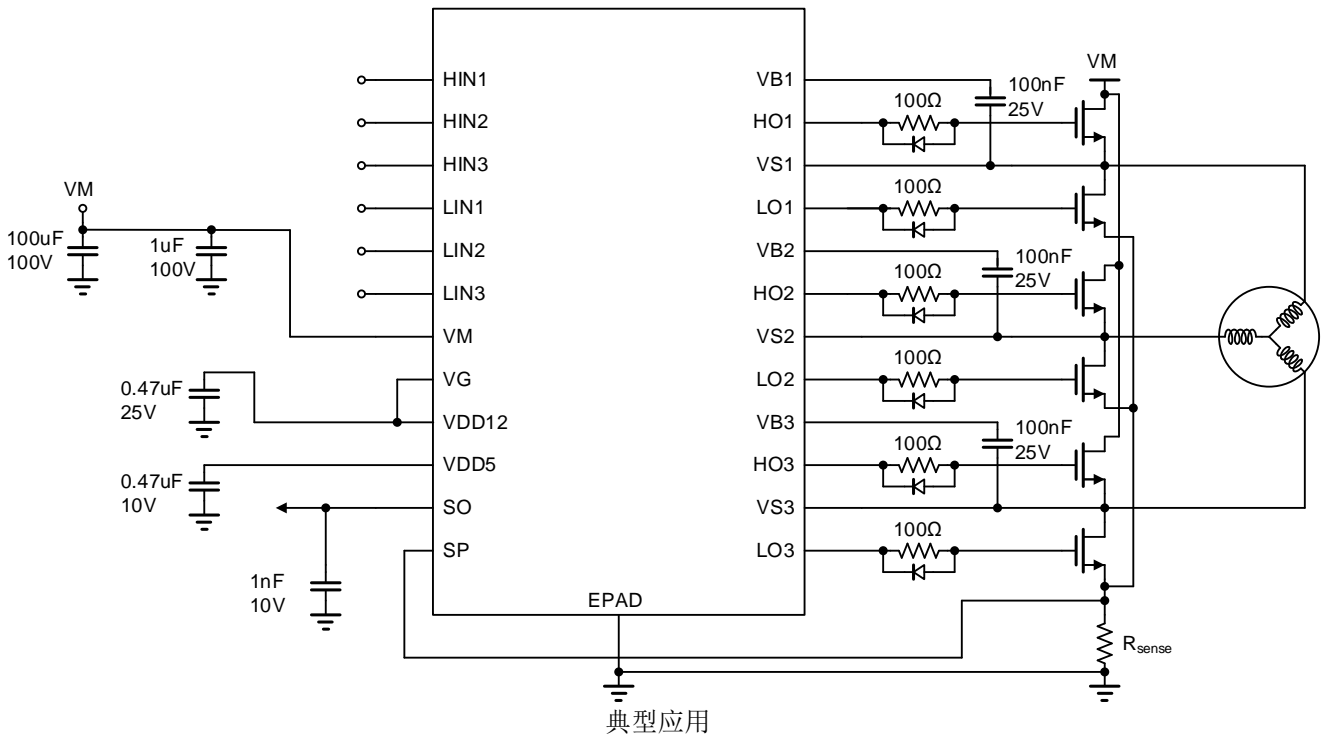 VM
100uF
100V
1uF
100V
0.47uF
25V
0.47uF
10V
1nF
10V
HIN1
HIN2
HIN3
LIN1
LIN2
LIN3
VM
VG
VDD12
VDD5
SO
SP
EPAD
VB1
HO1
VS1
LO1
VB2
HO2
VS2
LO2
VB3
HO3
VS3
LO3
100Ω
100Ω
100Ω
100Ω
100Ω
100Ω
100nF
25V
100nF
25V
100nF
25V
VM
Rsense
典型应用